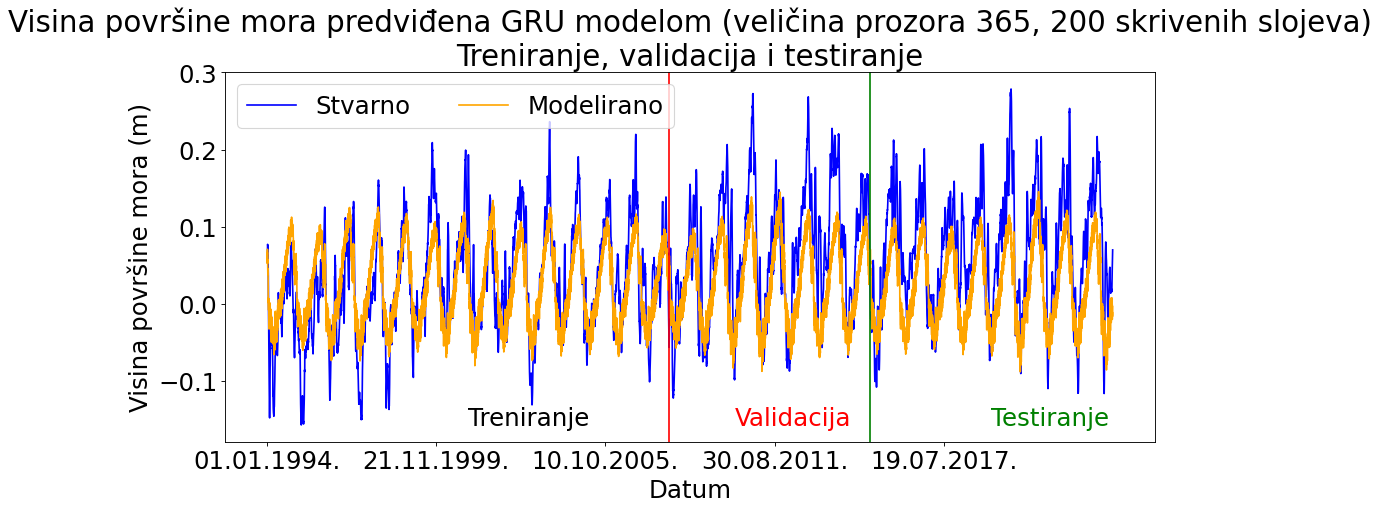 Visina površine mora predviđena GRU modelom (veličina prozora 365, 200 skrivenih slojeva)
Treniranje, validacija i testiranje
Stvarno
Modelirano
Visina površine mora (m)
0.3
0.2
0.1
0.0
−0.1
Treniranje
Validacija
Testiranje
01.01.1994.
21.11.1999.
10.10.2005.
30.08.2011.
19.07.2017.
Datum